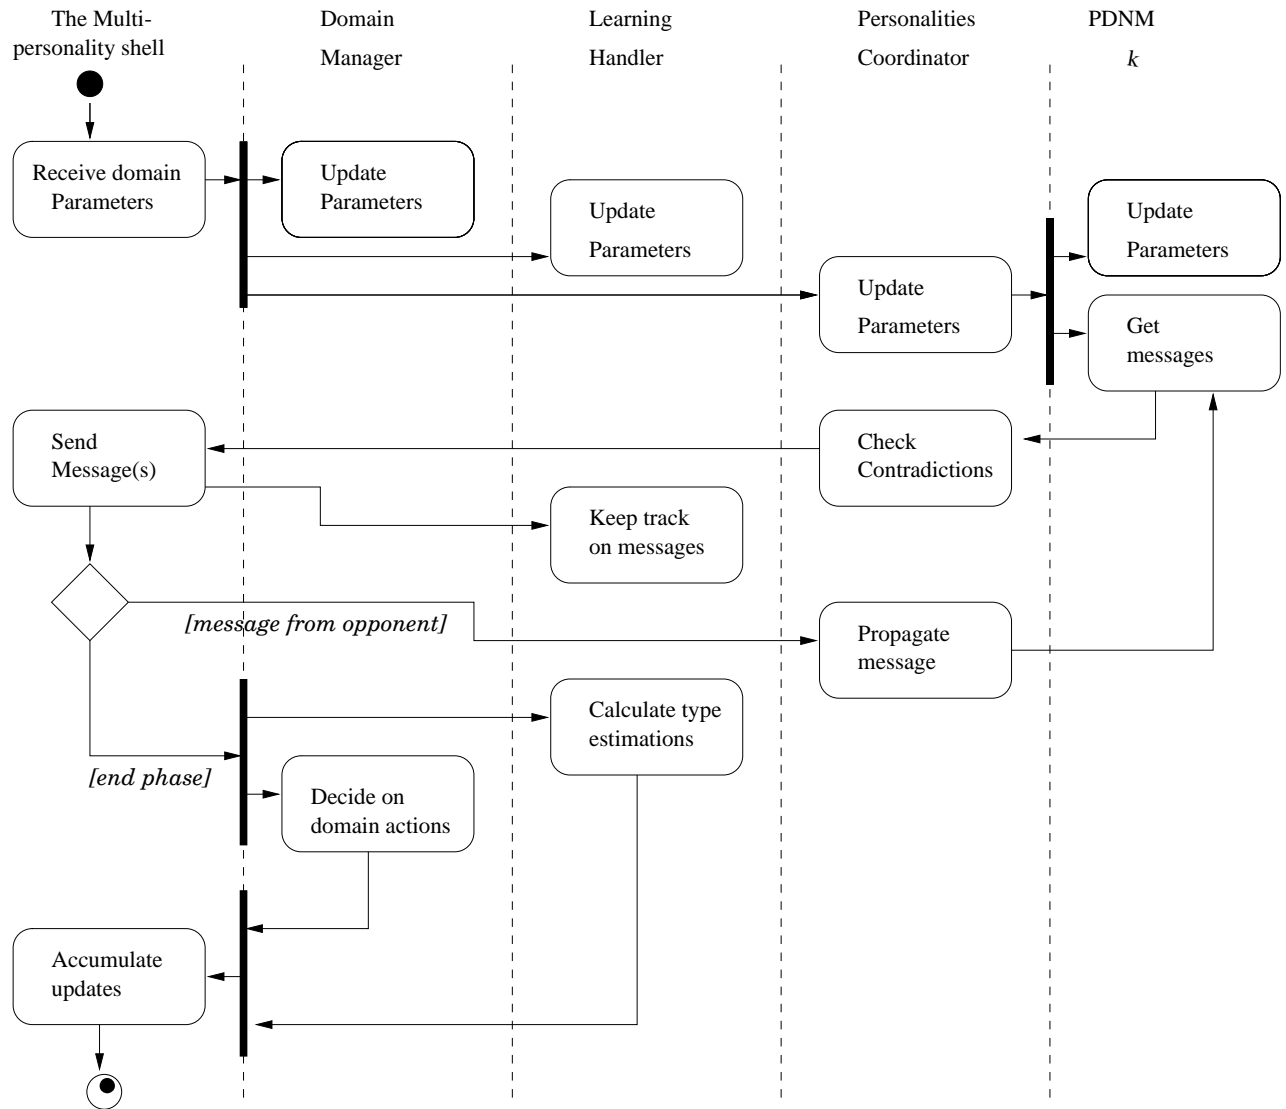 The Multi-
personality shell
Domain
Manager
Learning
Handler
Personalities
Coordinator
PDNM
k
Receive domain
Parameters
Update
Parameters
Update
Parameters
Update
Parameters
Update
Parameters
Get
messages
Send
Message(s)
Check
Contradictions
Keep track
on messages
[message from opponent]
Propagate
message
Calculate type
estimations
[end phase]
Decide on
domain actions
Accumulate
updates